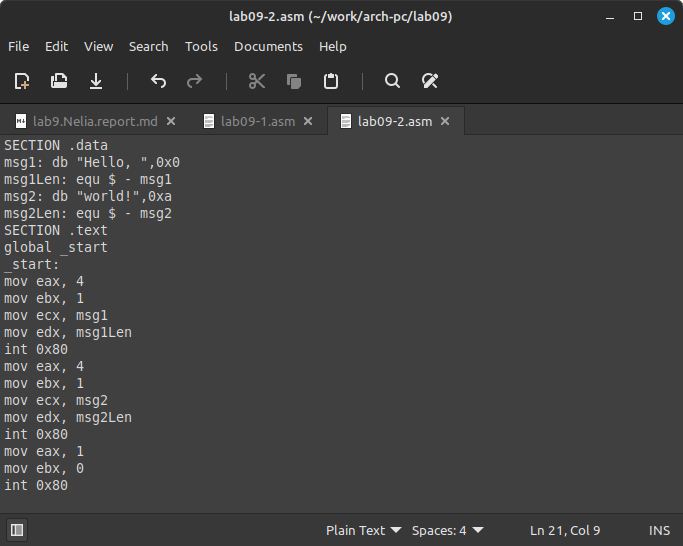 lab09-2.asm (~/work/arch-pc/lab09)
File Edit View Search Tools Documents Help
lab9.Nelia.report.md lab09-1.asm lab09-2.asm
SECTION .data
msg1: db "Hello, ",0x0
msg1Len: equ $ - msg1
msg2: db "world!",0xa
msg2Len: equ $ - msg2
SECTION .text
global _start
_start:
mov eax, 4
mov ebx, 1
mov ecx, msg1
mov edx, msg1Len
int 0x80
mov eax, 4
mov ebx, 1
mov ecx, msg2
mov edx, msg2Len
int 0x80
mov eax, 1
mov ebx, 0
int 0x80
Plain Text Spaces: 4 Ln 21, Col 9 INS